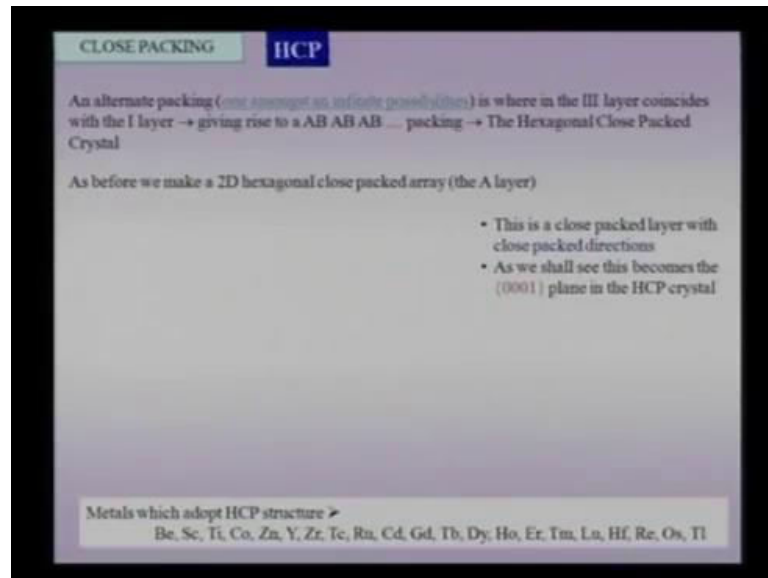 CLOSE PACKING
HCP
An alternate packing (one amongst an infinite possibilities) is where in the III layer coincides
with the I layer → giving rise to a AB AB AB ... packing → The Hexagonal Close Packed
Crystal
As before we make a 2D hexagonal close packed array (the A layer)
• This is a close packed layer with
close packed directions
• As we shall see this becomes the
(0001) plane in the HCP crystal
Metals which adopt HCP structure ➢
Be, Sc, Ti, Co, Zn, Y, Zr, Tc, Ru, Cd, Gd, Tb, Dy, Ho, Er, Tm, Lu, Hf, Re, Os, Tl